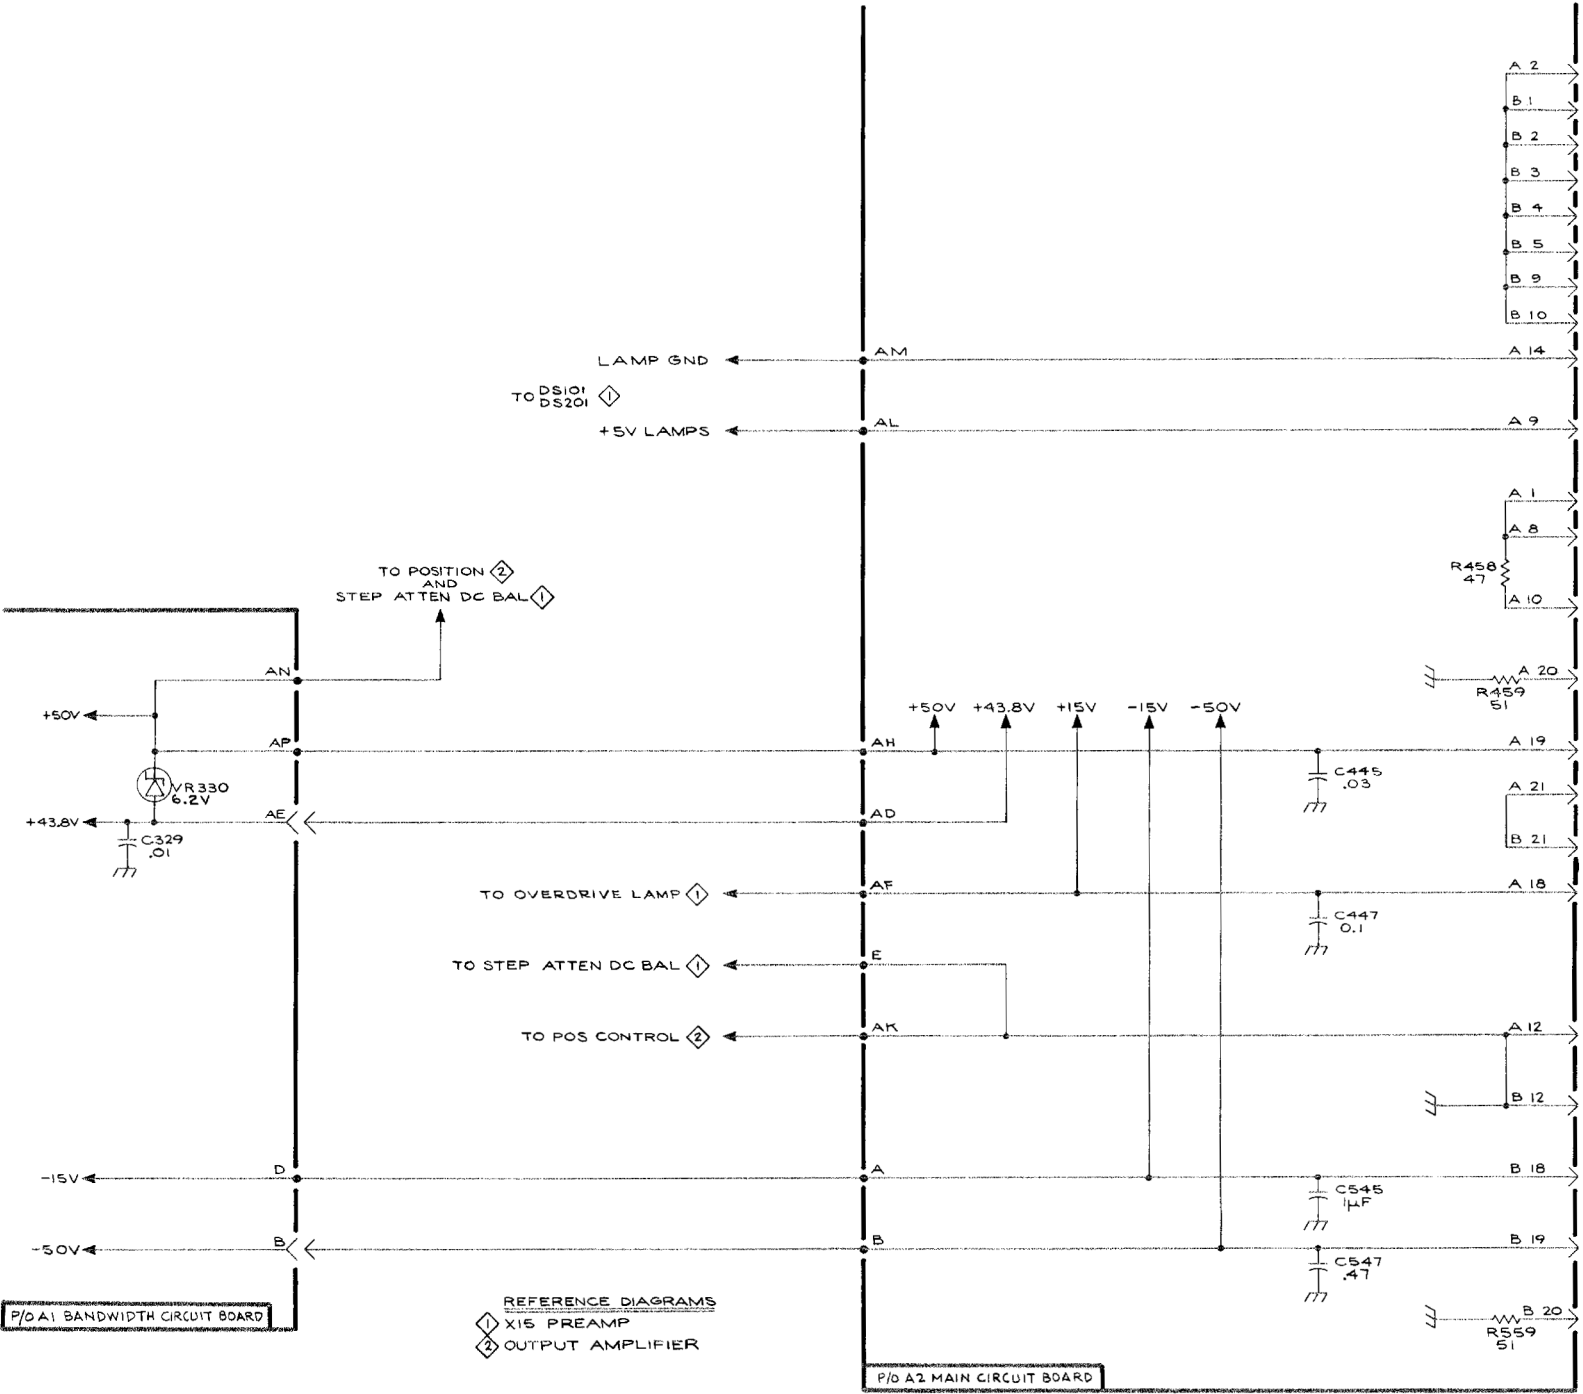 A 2
B 1
B 2
B 3
B 4
B 5
B 9
B 10
LAMP GND
AM
A 14
TO DS101
DS201
1
+5V LAMPS
AL
A 9
A 1
A 8
R458
47
A 10
TO POSITION 2
AND
STEP ATTEN DC BAL 1
AN
A 20
R459
51
+50V
+50V +43.8V +15V -15V -50V
AP
AH
A 19
VR330
6.2V
C445
.03
A 21
+43.8V
AE
AD
C329
.01
B 21
TO OVERDRIVE LAMP 1
AF
A 18
C447
0.1
TO STEP ATTEN DC BAL 1
E
TO POS CONTROL 2
AK
A 12
B 12
-15V
D
A
B 18
C545
1µF
-50V
B
B
B 19
C547
.47
P/O A1 BANDWIDTH CIRCUIT BOARD
REFERENCE DIAGRAMS
1 X15 PREAMP
2 OUTPUT AMPLIFIER
B 20
R559
51
P/O A2 MAIN CIRCUIT BOARD